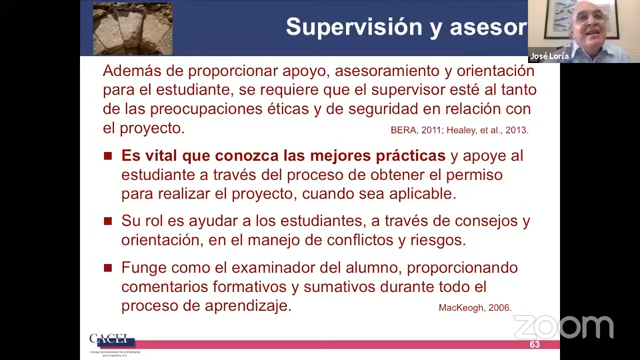 Supervisión y asesor
José Loría
Además de proporcionar apoyo, asesoramiento y orientación
para el estudiante, se requiere que el supervisor esté al tanto
de las preocupaciones éticas y de seguridad en relación con
el proyecto.
BERA, 2011; Healey, et al., 2013.
Es vital que conozca las mejores prácticas y apoye al
estudiante a través del proceso de obtener el permiso
para realizar el proyecto, cuando sea aplicable.
Su rol es ayudar a los estudiantes, a través de consejos y
orientación, en el manejo de conflictos y riesgos.
Funge como el examinador del alumno, proporcionando
comentarios formativos y sumativos durante todo el
proceso de aprendizaje.
MacKeogh, 2006.
CACEI
63
zoom